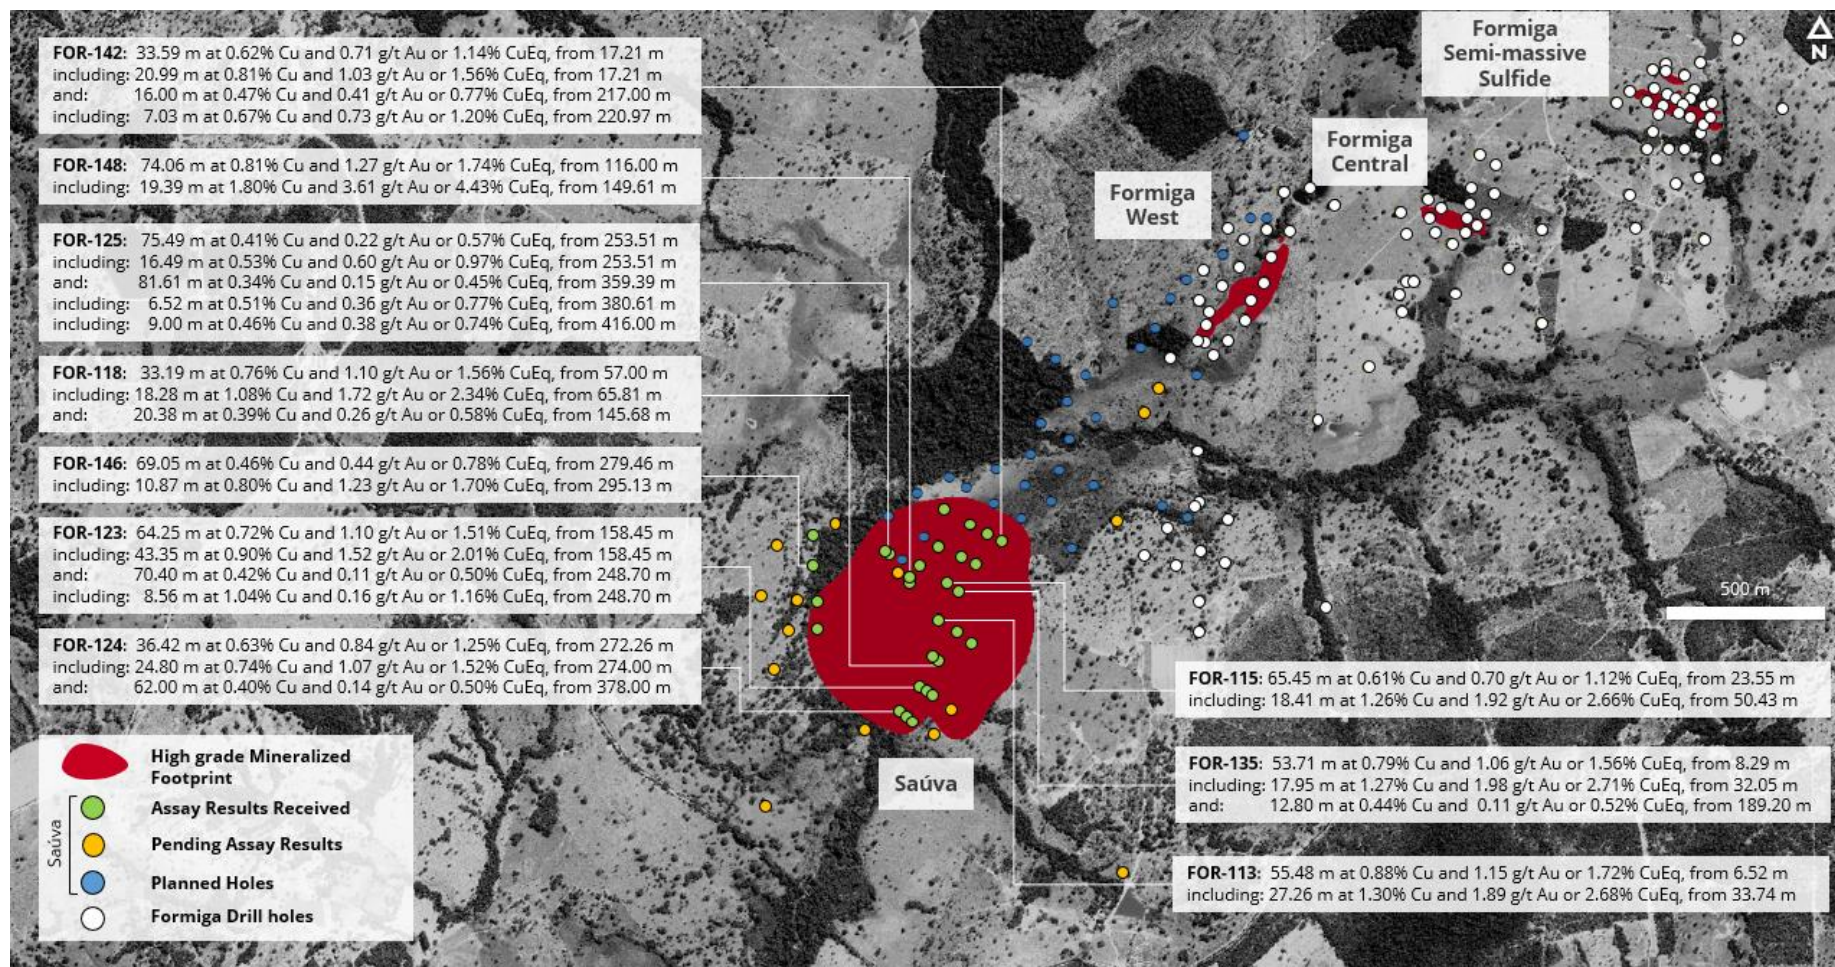 FOR-142: 33.59 m at 0.62% Cu and 0.71 g/t Au or 1.14% CuEq, from 17.21 m
including: 20.99 m at 0.81% Cu and 1.03 g/t Au or 1.56% CuEq, from 17.21 m
and: 16.00 m at 0.47% Cu and 0.41 g/t Au or 0.77% CuEq, from 217.00 m
including: 7.03 m at 0.67% Cu and 0.73 g/t Au or 1.20% CuEq, from 220.97 m
FOR-148: 74.06 m at 0.81% Cu and 1.27 g/t Au or 1.74% CuEq, from 116.00 m
including: 19.39 m at 1.80% Cu and 3.61 g/t Au or 4.43% CuEq, from 149.61 m
FOR-125: 75.49 m at 0.41% Cu and 0.22 g/t Au or 0.57% CuEq, from 253.51 m
including: 16.49 m at 0.53% Cu and 0.60 g/t Au or 0.97% CuEq, from 253.51 m
and: 81.61 m at 0.34% Cu and 0.15 g/t Au or 0.45% CuEq, from 359.39 m
including: 6.52 m at 0.51% Cu and 0.36 g/t Au or 0.77% CuEq, from 380.61 m
including: 9.00 m at 0.46% Cu and 0.38 g/t Au or 0.74% CuEq, from 416.00 m
FOR-118: 33.19 m at 0.76% Cu and 1.10 g/t Au or 1.56% CuEq, from 57.00 m
including: 18.28 m at 1.08% Cu and 1.72 g/t Au or 2.34% CuEq, from 65.81 m
and: 20.38 m at 0.39% Cu and 0.26 g/t Au or 0.58% CuEq, from 145.68 m
FOR-146: 69.05 m at 0.46% Cu and 0.44 g/t Au or 0.78% CuEq, from 279.46 m
including: 10.87 m at 0.80% Cu and 1.23 g/t Au or 1.70% CuEq, from 295.13 m
FOR-123: 64.25 m at 0.72% Cu and 1.10 g/t Au or 1.51% CuEq, from 158.45 m
including: 43.35 m at 0.90% Cu and 1.52 g/t Au or 2.01% CuEq, from 158.45 m
and: 70.40 m at 0.42% Cu and 0.11 g/t Au or 0.50% CuEq, from 248.70 m
including: 8.56 m at 1.04% Cu and 0.16 g/t Au or 1.16% CuEq, from 248.70 m
FOR-124: 36.42 m at 0.63% Cu and 0.84 g/t Au or 1.25% CuEq, from 272.26 m
including: 24.80 m at 0.74% Cu and 1.07 g/t Au or 1.52% CuEq, from 274.00 m
and: 62.00 m at 0.40% Cu and 0.14 g/t Au or 0.50% CuEq, from 378.00 m
High grade Mineralized
Footprint
Saúva
Assay Results Received
Pending Assay Results
Planned Holes
Formiga Drill holes
Formiga
West
Formiga
Central
Formiga
Semi-massive
Sulfide
N
500 m
Saúva
FOR-115: 65.45 m at 0.61% Cu and 0.70 g/t Au or 1.12% CuEq, from 23.55 m
including: 18.41 m at 1.26% Cu and 1.92 g/t Au or 2.66% CuEq, from 50.43 m
FOR-135: 53.71 m at 0.79% Cu and 1.06 g/t Au or 1.56% CuEq, from 8.29 m
including: 17.95 m at 1.27% Cu and 1.98 g/t Au or 2.71% CuEq, from 32.05 m
and: 12.80 m at 0.44% Cu and 0.11 g/t Au or 0.52% CuEq, from 189.20 m
FOR-113: 55.48 m at 0.88% Cu and 1.15 g/t Au or 1.72% CuEq, from 6.52 m
including: 27.26 m at 1.30% Cu and 1.89 g/t Au or 2.68% CuEq, from 33.74 m